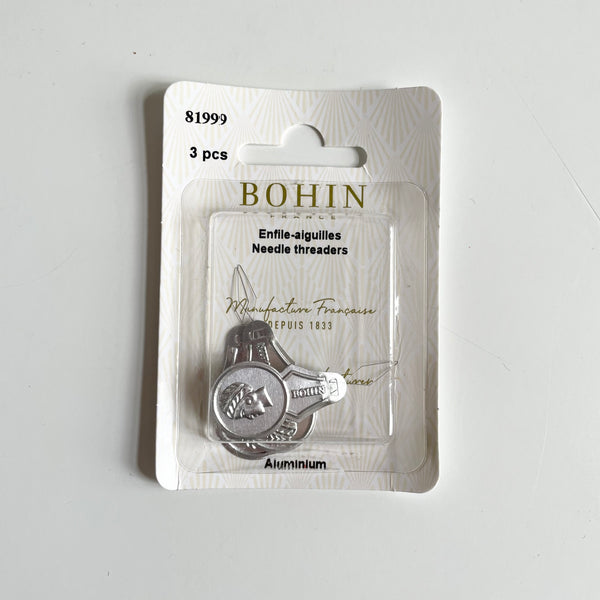 81999
3 pcs
BOHIN
FRANCE
Enfile-aiguilles
Needle threaders
Manufacture Française
DEPUIS 1833
BOHIN
Aluminium